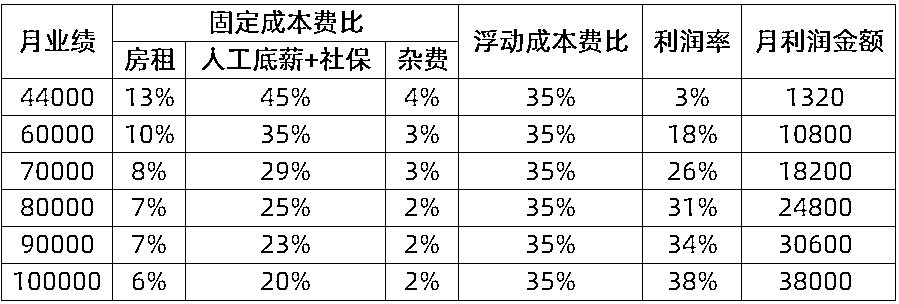 月业绩 固定成本费比 浮动成本费比 利润率 月利润金额
房租 人工底薪+社保 杂费
44000 13% 45% 4% 35% 3% 1320
60000 10% 35% 3% 35% 18% 10800
70000 8% 29% 3% 35% 26% 18200
80000 7% 25% 2% 35% 31% 24800
90000 7% 23% 2% 35% 34% 30600
100000 6% 20% 2% 35% 38% 38000